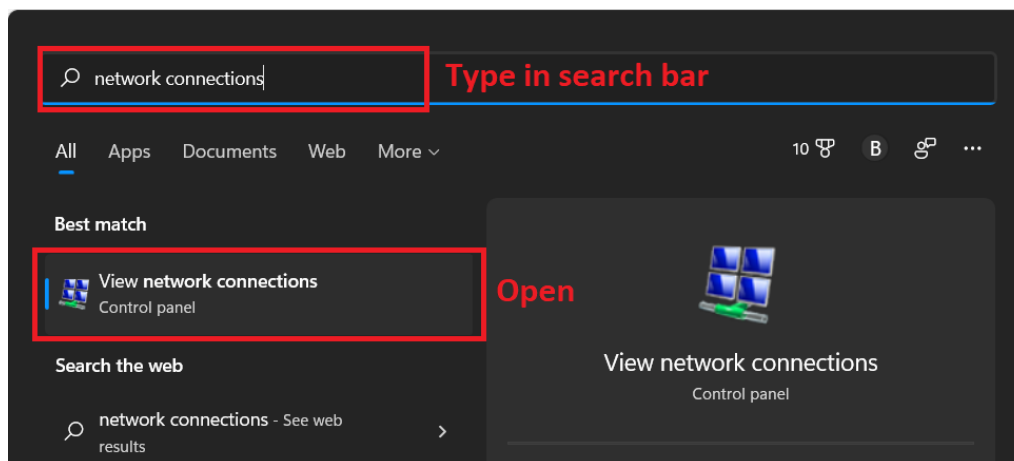 network connections Type in search bar
All Apps Documents Web More 10 B ...
Best match
View network connections
Control panel
Open
View network connections
Control panel
Search the web
network connections - See web
results